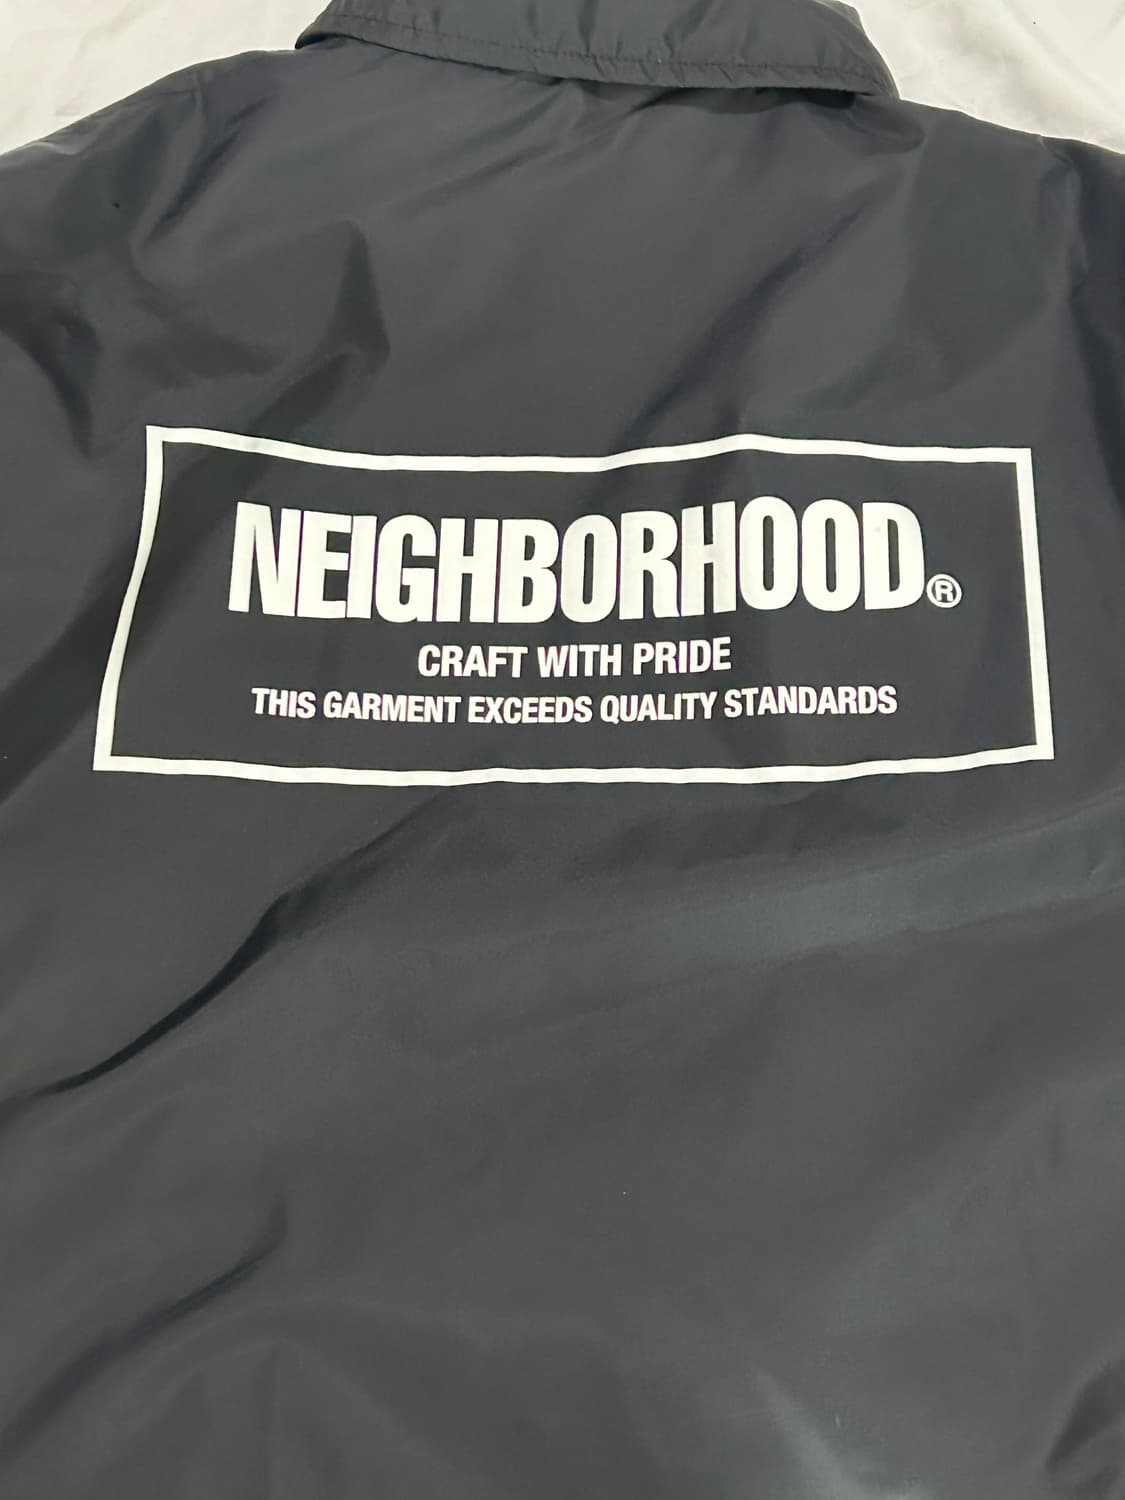 NEIGHBORHOOD®
CRAFT WITH PRIDE
THIS GARMENT EXCEEDS QUALITY STANDARDS